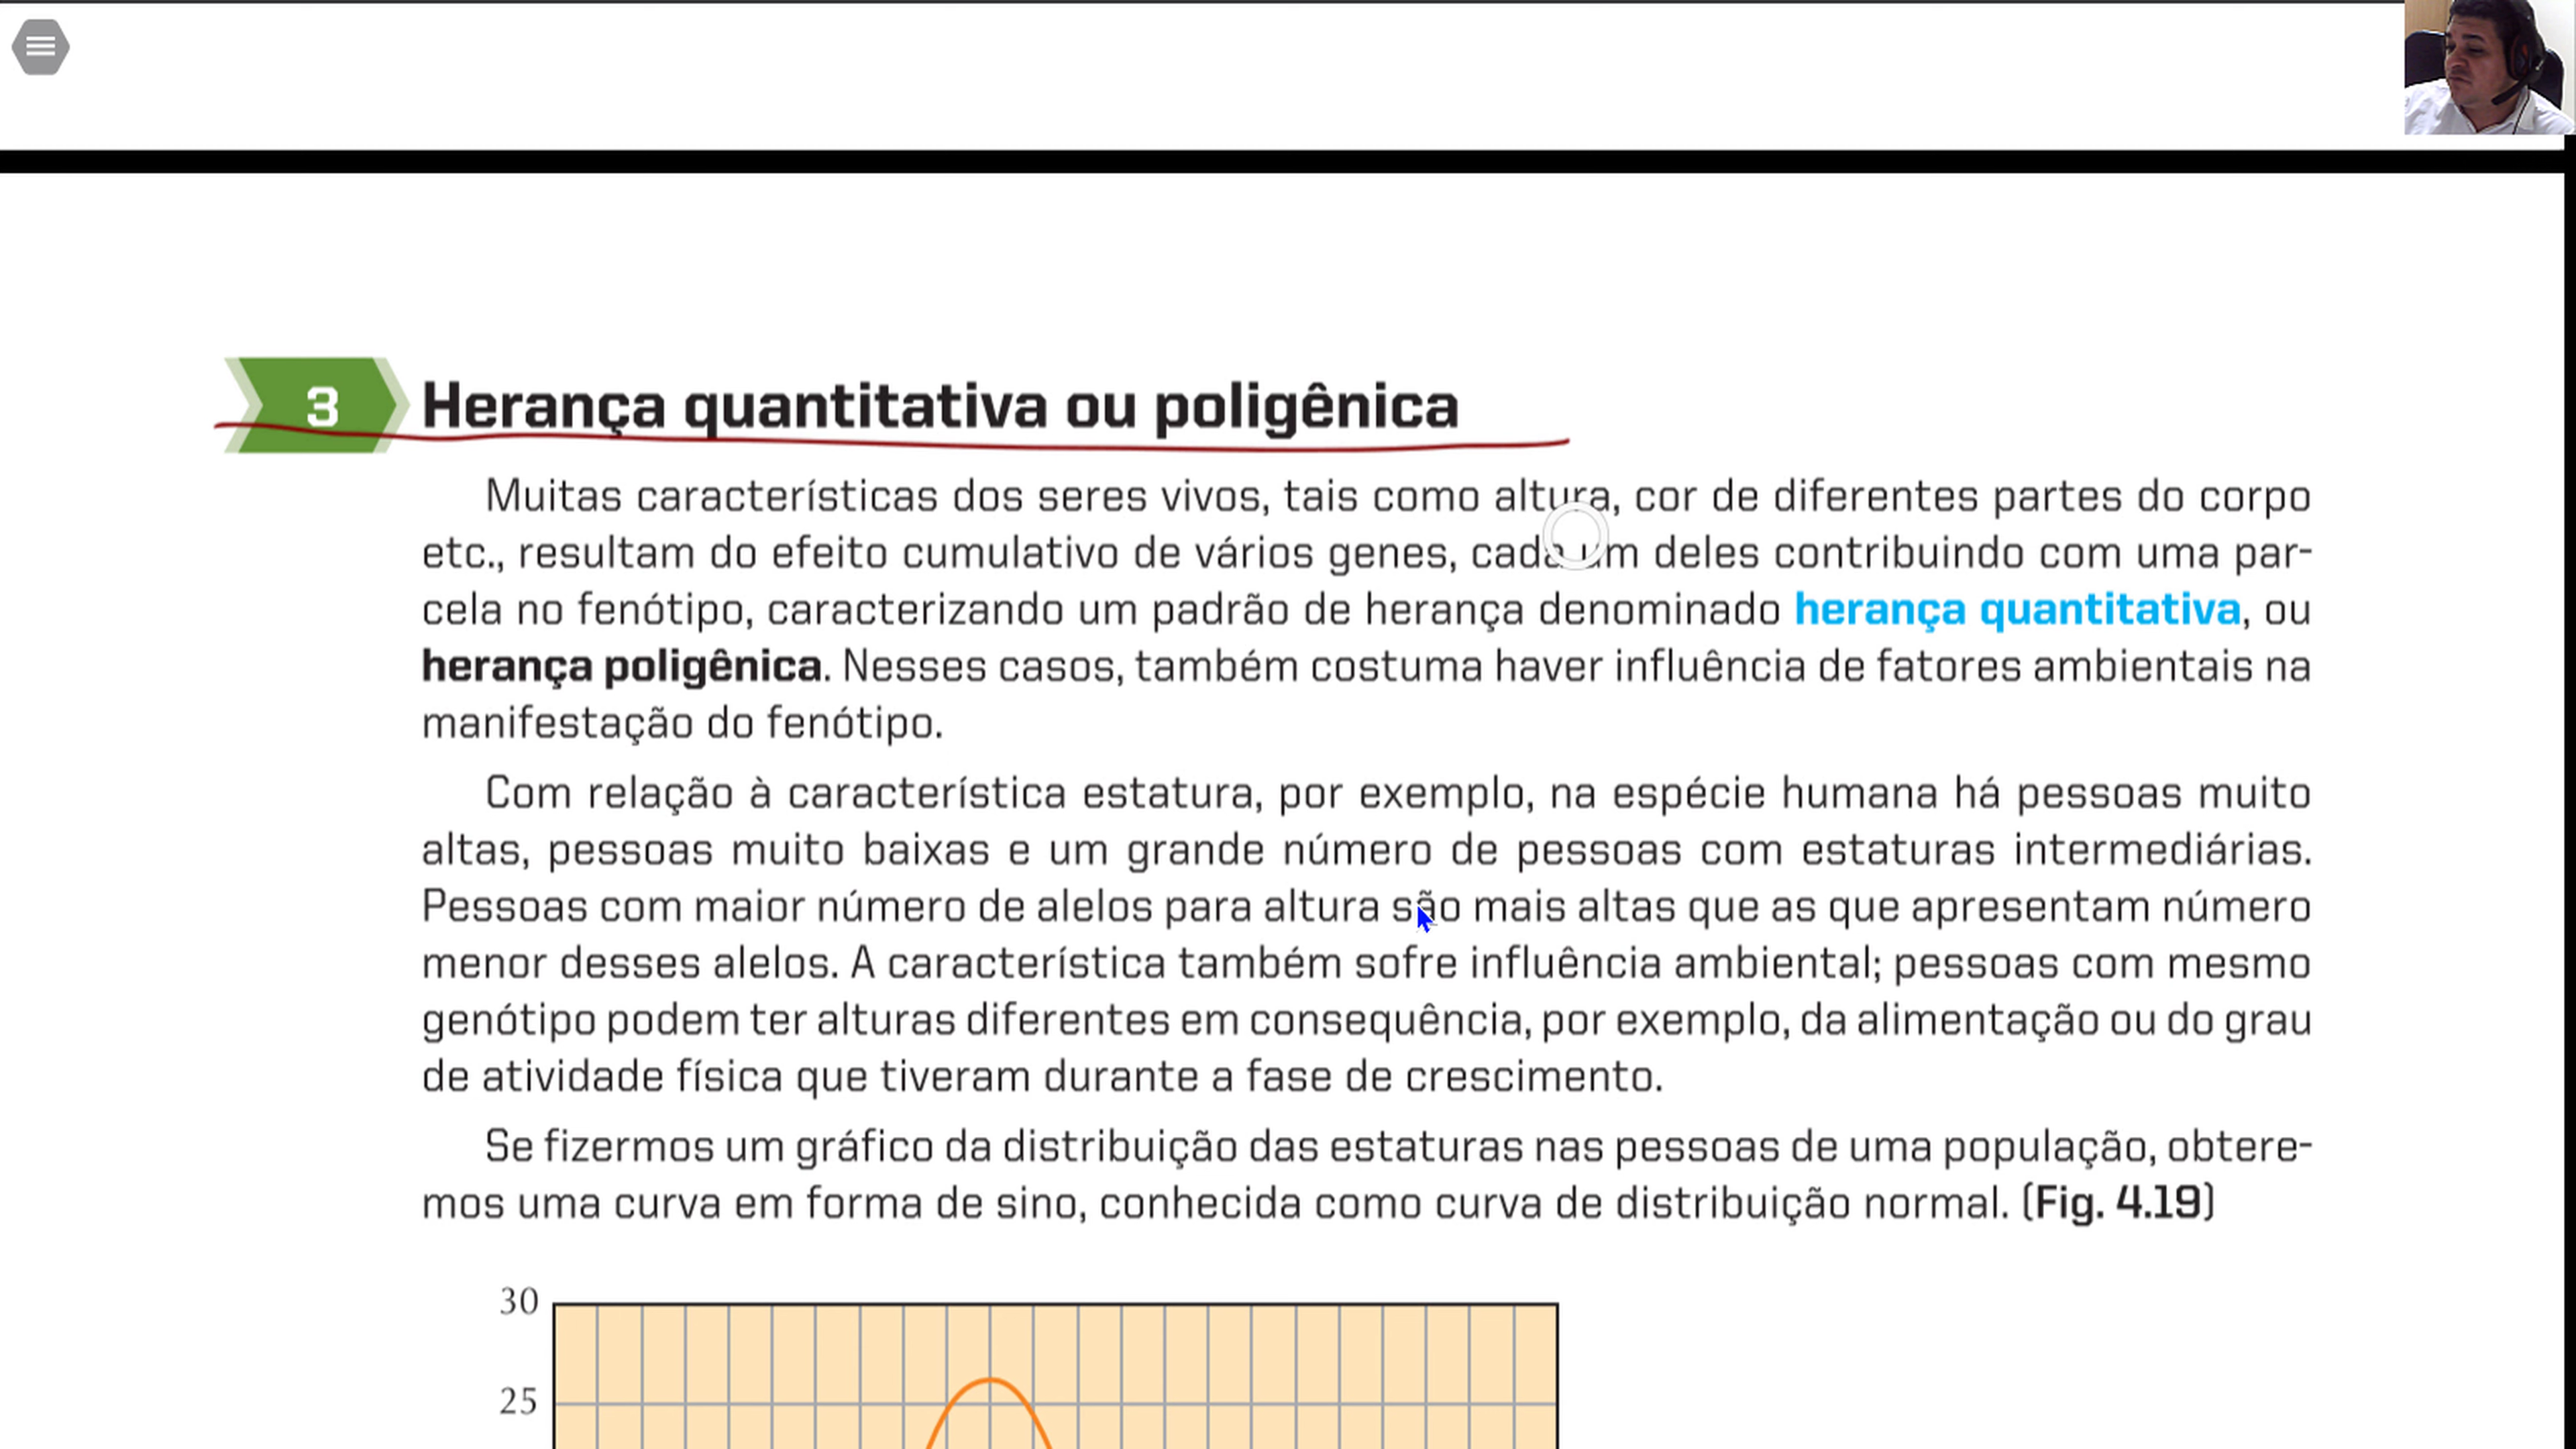 3 Herança quantitativa ou poligênica
Muitas características dos seres vivos, tais como altura, cor de diferentes partes do corpo
etc., resultam do efeito cumulativo de vários genes, cada um deles contribuindo com uma par-
cela no fenótipo, caracterizando um padrão de herança denominado herança quantitativa, ou
herança poligênica. Nesses casos, também costuma haver influência de fatores ambientais na
manifestação do fenótipo.
Com relação à característica estatura, por exemplo, na espécie humana há pessoas muito
altas, pessoas muito baixas e um grande número de pessoas com estaturas intermediárias.
Pessoas com maior número de alelos para altura são mais altas que as que apresentam número
menor desses alelos. A característica também sofre influência ambiental; pessoas com mesmo
genótipo podem ter alturas diferentes em consequência, por exemplo, da alimentação ou do grau
de atividade física que tiveram durante a fase de crescimento.
Se fizermos um gráfico da distribuição das estaturas nas pessoas de uma população, obtere-
mos uma curva em forma de sino, conhecida como curva de distribuição normal. (Fig. 4.19)
30
25